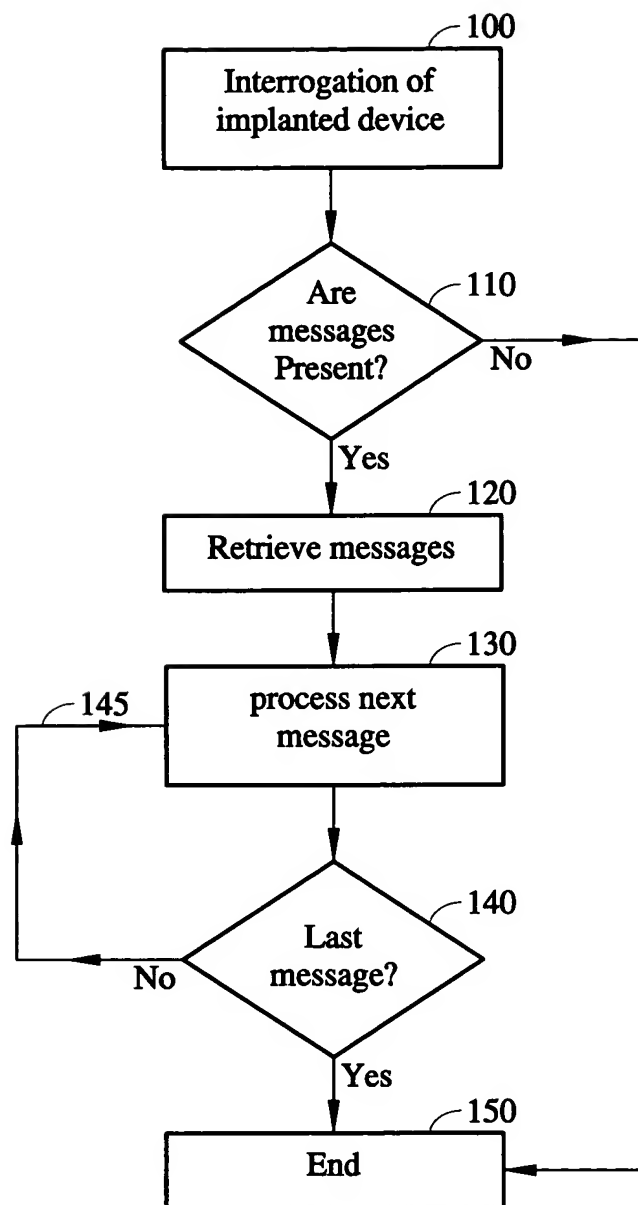 100
Interrogation of
implanted device
110
Are
messages
Present?
No
Yes
120
Retrieve messages
130
145
process next
message
140
Last
message?
No
Yes
150
End